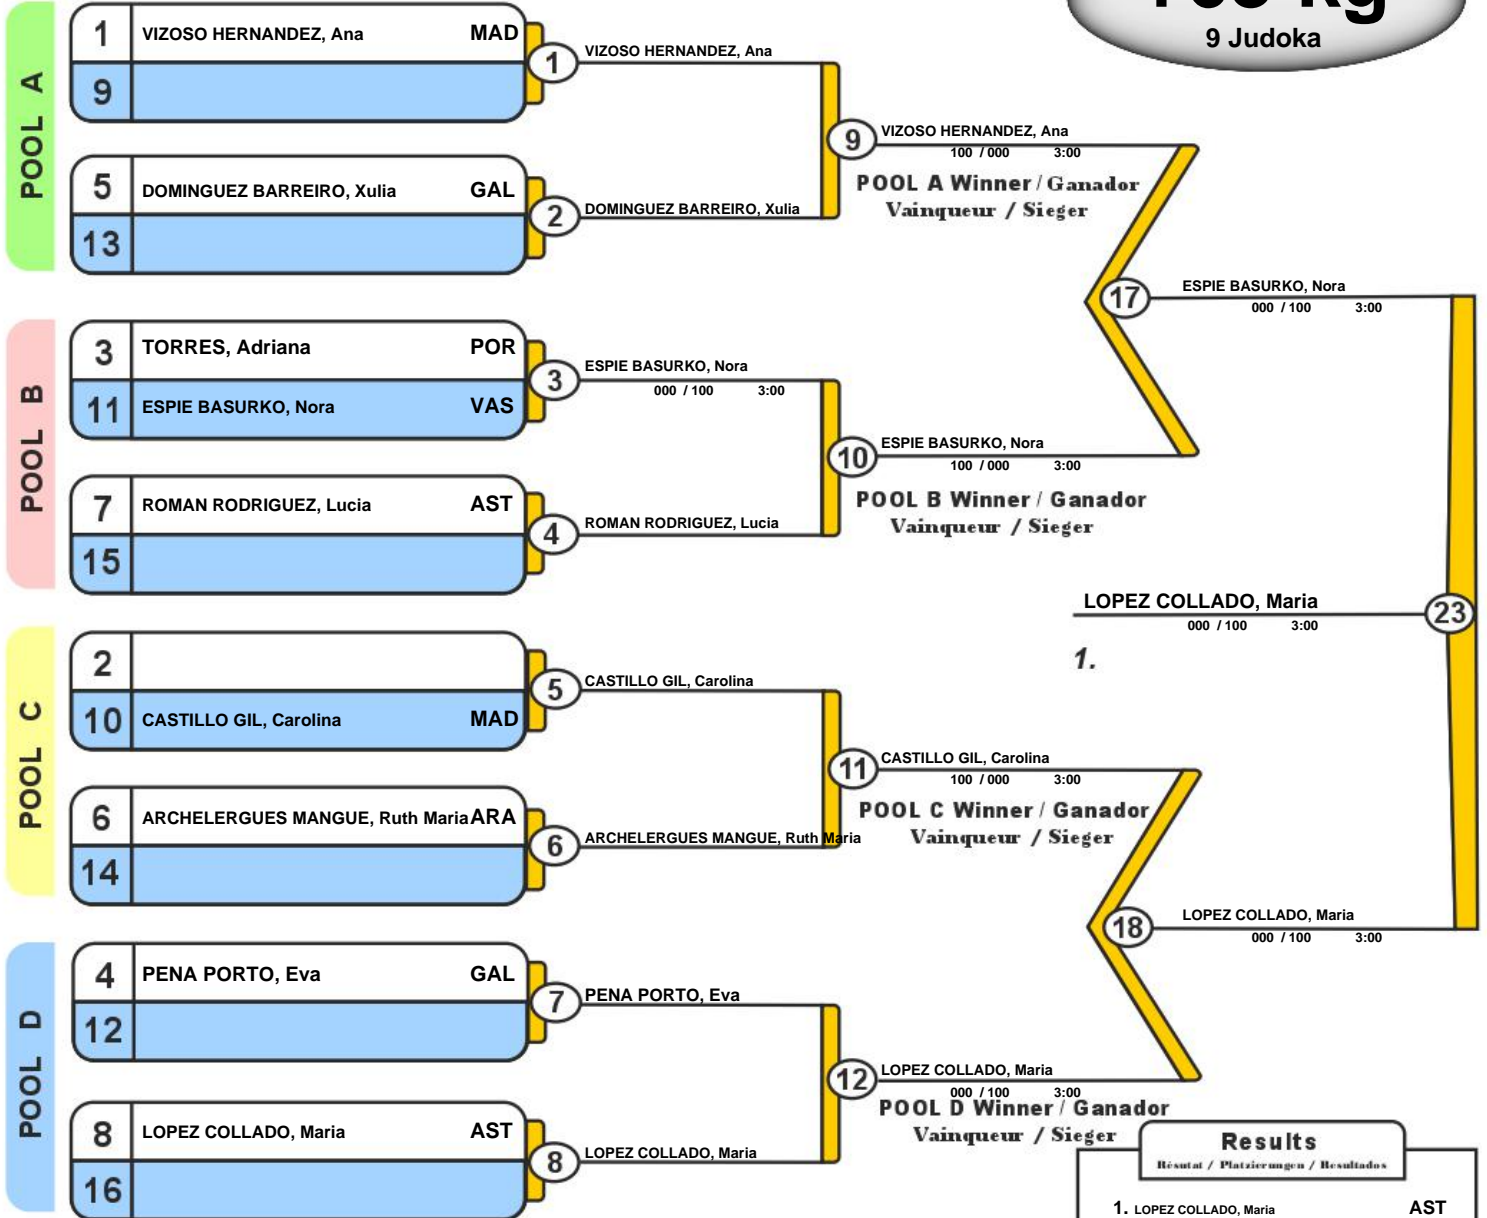 kg
9 Judoka
POOL A
1 VIZOSO HERNANDEZ, Ana MAD
9
5 DOMINGUEZ BARREIRO, Xulia GAL
13
1 VIZOSO HERNANDEZ, Ana
2 DOMINGUEZ BARREIRO, Xulia
9 VIZOSO HERNANDEZ, Ana
100 / 000 3:00
POOL A Winner / Ganador
Vainqueur / Sieger
POOL B
3 TORRES, Adriana POR
11 ESPIE BASURKO, Nora VAS
7 ROMAN RODRIGUEZ, Lucia AST
15
3 ESPIE BASURKO, Nora
000 / 100 3:00
4 ROMAN RODRIGUEZ, Lucia
10 ESPIE BASURKO, Nora
100 / 000 3:00
POOL B Winner / Ganador
Vainqueur / Sieger
17 ESPIE BASURKO, Nora
000 / 100 3:00
LOPEZ COLLADO, Maria 23
000 / 100 3:00
1.
POOL C
2
10 CASTILLO GIL, Carolina MAD
6 ARCHELERGUES MANGUE, Ruth Maria ARA
14
5 CASTILLO GIL, Carolina
6 ARCHELERGUES MANGUE, Ruth Maria
11 CASTILLO GIL, Carolina
100 / 000 3:00
POOL C Winner / Ganador
Vainqueur / Sieger
POOL D
4 PENA PORTO, Eva GAL
12
8 LOPEZ COLLADO, Maria AST
16
7 PENA PORTO, Eva
8 LOPEZ COLLADO, Maria
12 LOPEZ COLLADO, Maria
000 / 100 3:00
POOL D Winner / Ganador
Vainqueur / Sieger
18 LOPEZ COLLADO, Maria
000 / 100 3:00
Results
Résutat / Platzierungen / Resultados
1. LOPEZ COLLADO, Maria AST